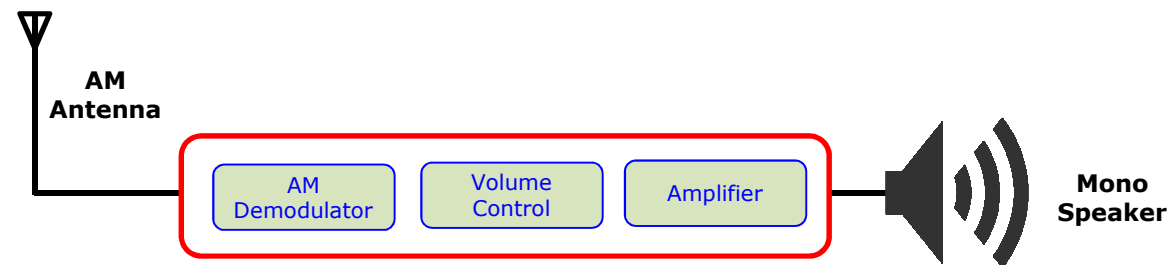 AM
Antenna
AM
Demodulator
Volume
Control
Amplifier
Mono
Speaker